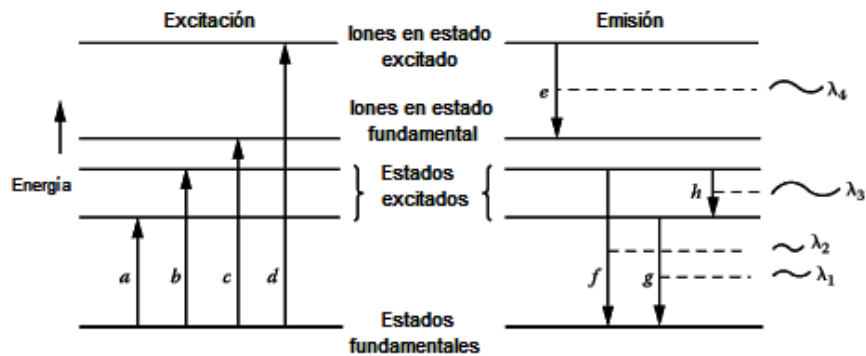 Excitación
Iones en estado
excitado
Emisión
e
λ4
Iones en estado
fundamental
Energía
Estados
excitados
h
λ3
a
b
c
d
f
g
λ2
λ1
Estados
fundamentales